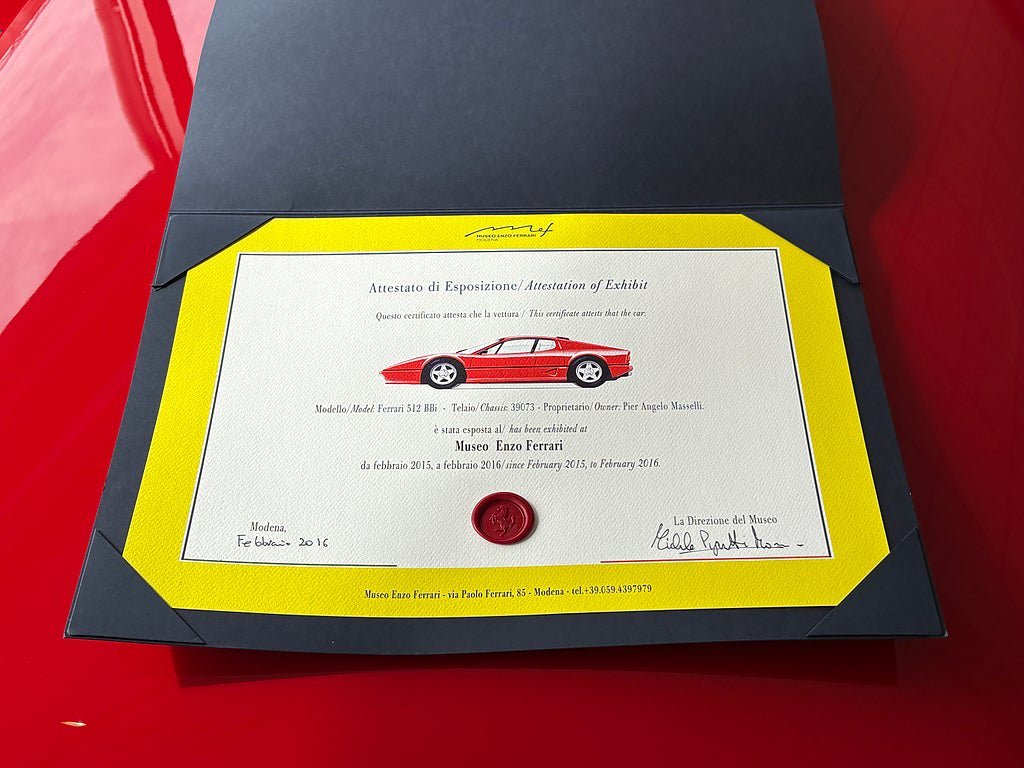 mef
MUSEO ENZO FERRARI
MODENA
Attestato di Esposizione/Attestation of Exhibit
Questo certificato attesta che la vettura / This certificate attests that the car:
Modello/Model: Ferrari 512 BBi - Telaio/Chassis: 39073 - Proprietario/Owner: Pier Angelo Masselli.
è stata esposta al/ has been exhibited at
Museo Enzo Ferrari
da febbraio 2015, a febbraio 2016/since February 2015, to February 2016.
Modena,
Febbraio 2016
La Direzione del Museo
Museo Enzo Ferrari - via Paolo Ferrari, 85 - Modena - tel.+39.059.4397979